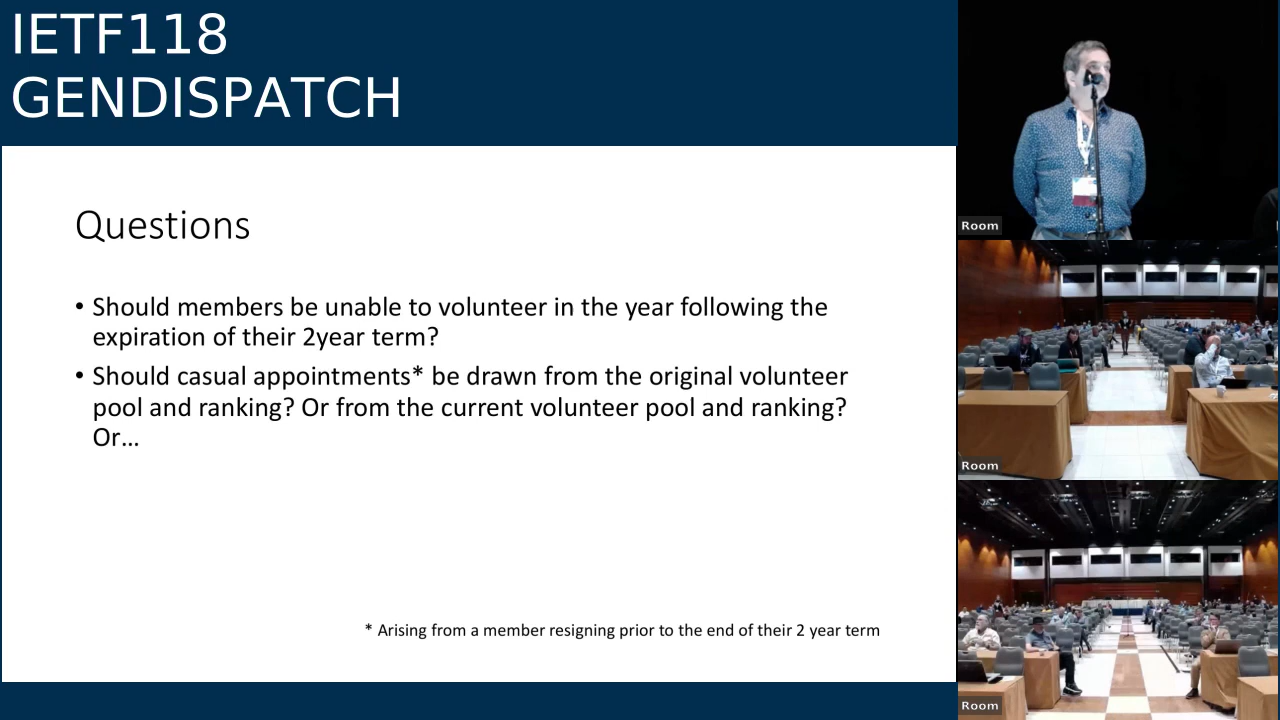 IETF118
GENDISPATCH
Questions
• Should members be unable to volunteer in the year following the
expiration of their 2year term?
• Should casual appointments* be drawn from the original volunteer
pool and ranking? Or from the current volunteer pool and ranking?
Or…
* Arising from a member resigning prior to the end of their 2 year term
Room
Room
Room